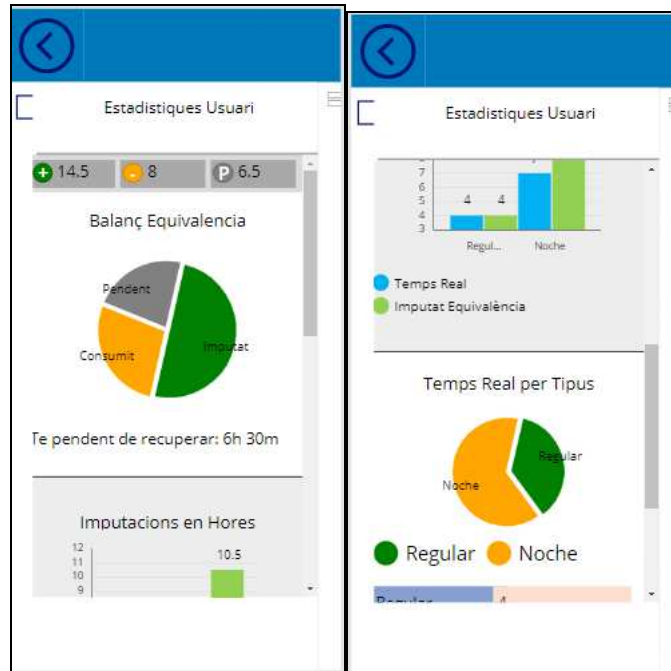 Estadistiques Usuari
+ 14.5
- 8
P 6.5
Balanç Equivalencia
Pendent
Imputat
Consumit
Te pendent de recuperar: 6h 30m
Imputacions en Hores
12
11
10
9
10.5
Estadistiques Usuari
7
6
5
4
3
4
4
Regul...
Noche
Temps Real
Imputat Equivalència
Temps Real per Tipus
Regular
Noche
Regular
Noche
Regular
4